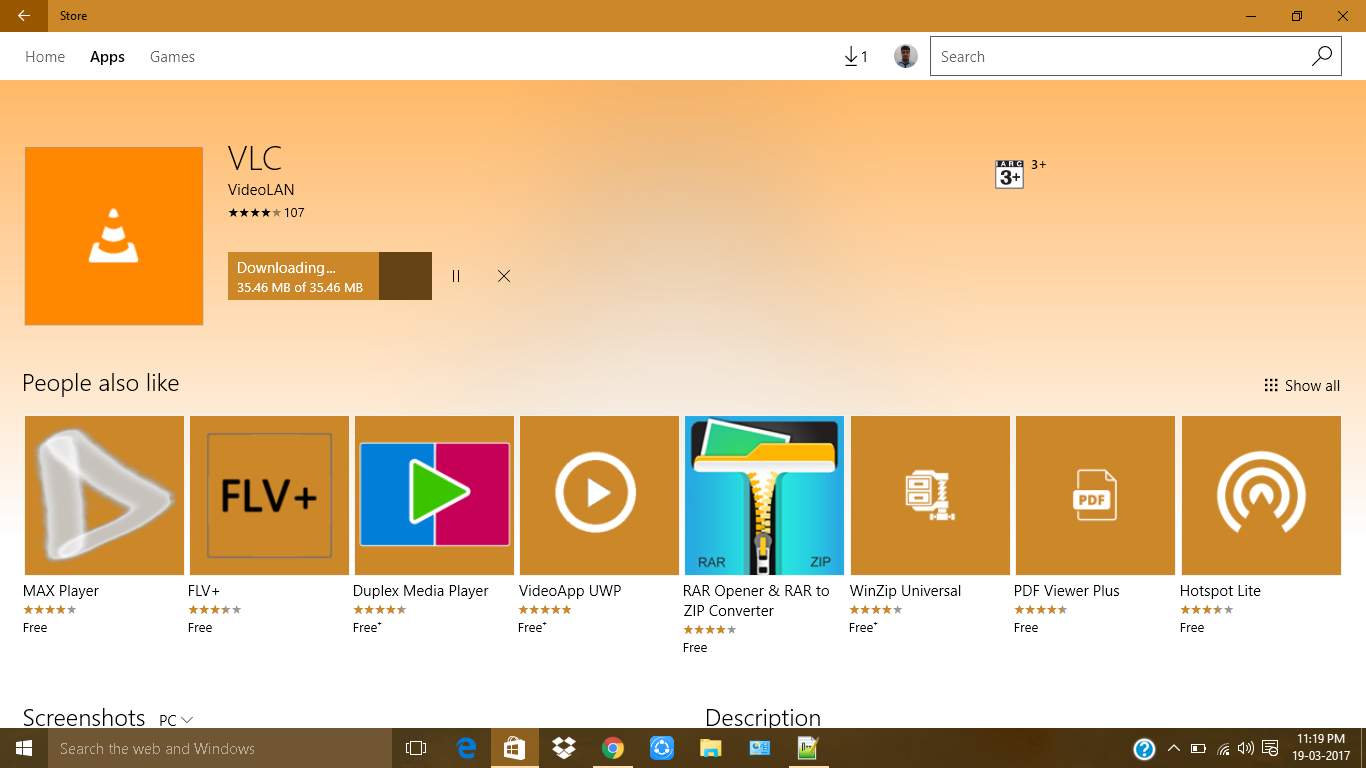 Store
Home Apps Games
1
Search
VLC
VideoLAN
107
IARC
3+
3+
Downloading...
35.46 MB of 35.46 MB
People also like
Show all
FLV+
RAR ZIP
PDF
MAX Player
Free
FLV+
Free
Duplex Media Player
Free+
VideoApp UWP
Free+
RAR Opener & RAR to
ZIP Converter
Free
WinZip Universal
Free+
PDF Viewer Plus
Free
Hotspot Lite
Free
Screenshots PC
Description
Search the web and Windows
11:19 PM
19-03-2017